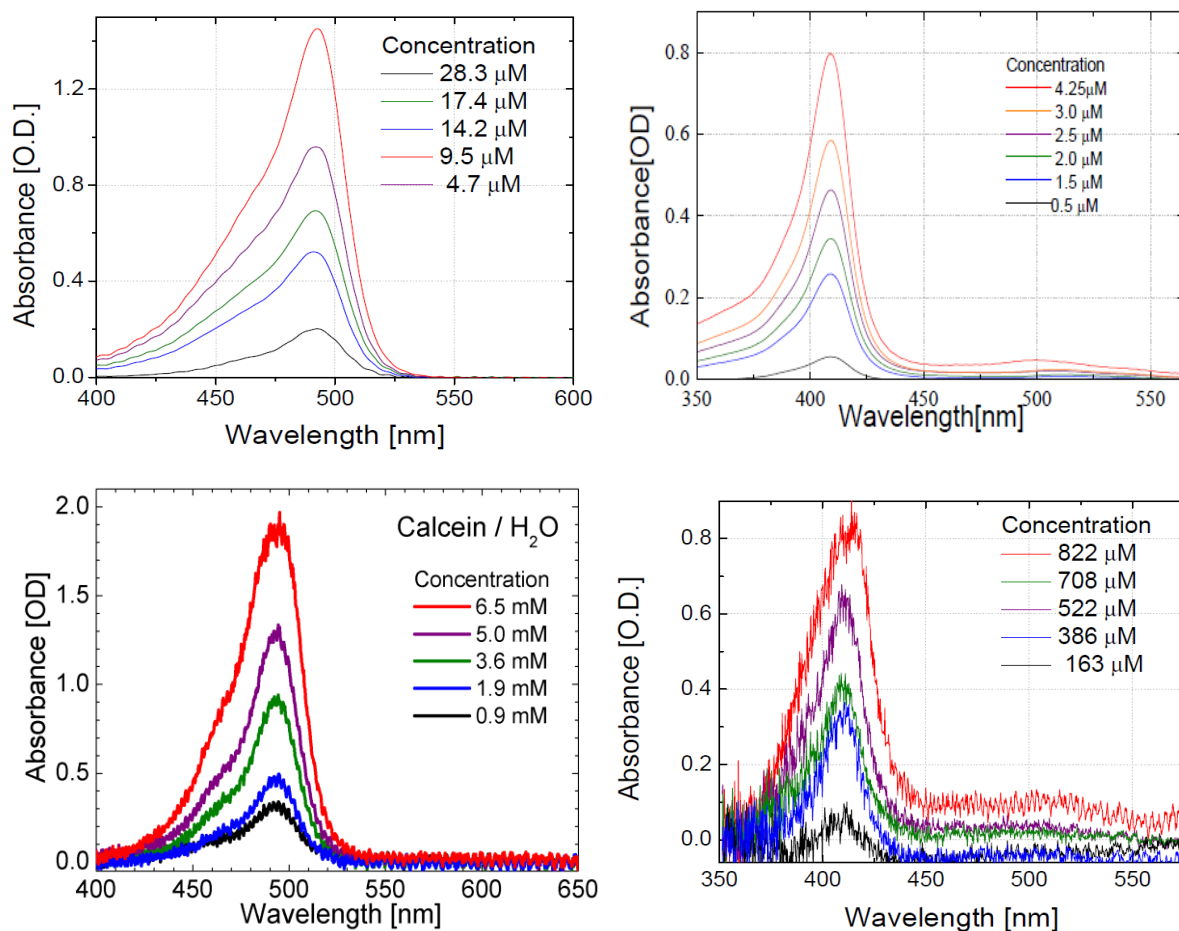 Concentration
28.3 µM
17.4 µM
14.2 µM
9.5 µM
4.7 µM
1.2
0.8
0.4
0.0
400 450 500 550 600
Absorbance [O.D.]
Wavelength [nm]
Concentration
4.25µM
3.0 µM
2.5 µM
2.0 µM
1.5 µM
0.5 µM
0.8
0.6
0.4
0.2
0.0
350 400 450 500 550
Absorbance[OD]
Wavelength[nm]
Calcein / H₂O
Concentration
6.5 mM
5.0 mM
3.6 mM
1.9 mM
0.9 mM
2.0
1.5
1.0
0.5
0.0
400 450 500 550 600 650
Absorbance [OD]
Wavelength [nm]
Concentration
822 µM
708 µM
522 µM
386 µM
163 µM
0.8
0.6
0.4
0.2
0.0
350 400 450 500 550
Absorbance [O.D.]
Wavelength [nm]